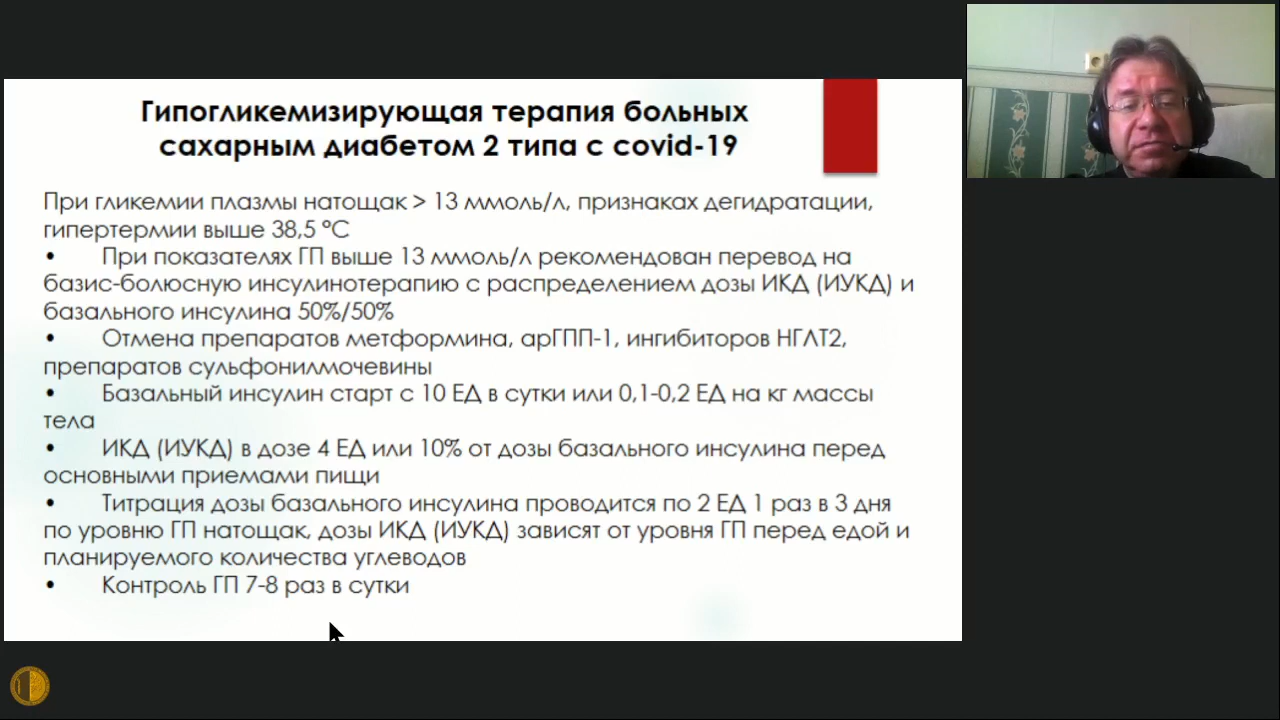 Гипогликемизирующая терапия больных
сахарным диабетом 2 типа с covid-19
При гликемии плазмы натощак > 13 ммоль/л, признаках дегидратации,
гипертермии выше 38,5 °С
• При показателях ГП выше 13 ммоль/л рекомендован перевод на
базис-болюсную инсулинотерапию с распределением дозы ИКД (ИУКД) и
базального инсулина 50%/50%
• Отмена препаратов метформина, арГПП-1, ингибиторов НГЛТ2,
препаратов сульфонилмочевины
• Базальный инсулин старт с 10 ЕД в сутки или 0,1-0,2 ЕД на кг массы
тела
• ИКД (ИУКД) в дозе 4 ЕД или 10% от дозы базального инсулина перед
основными приемами пищи
• Титрация дозы базального инсулина проводится по 2 ЕД 1 раз в 3 дня
по уровню ГП натощак, дозы ИКД (ИУКД) зависят от уровня ГП перед едой и
планируемого количества углеводов
• Контроль ГП 7-8 раз в сутки